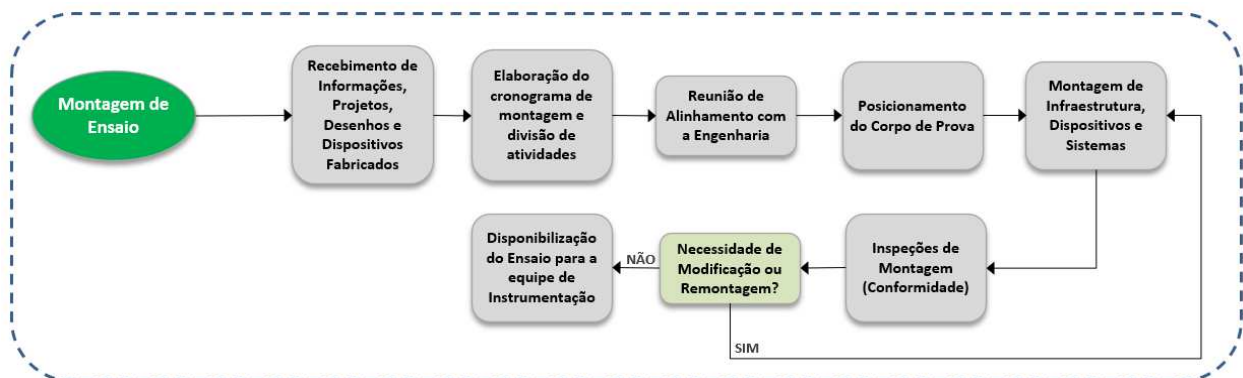 Montagem de
Ensaio
Recebimento de
Informações,
Projetos,
Desenhos e
Dispositivos
Fabricados
Elaboração do
cronograma de
montagem e
divisão de
atividades
Reunião de
Alinhamento com
a Engenharia
Posicionamento
do Corpo de Prova
Montagem de
Infraestrutura,
Dispositivos e
Sistemas
Inspeções de
Montagem
(Conformidade)
Necessidade de
Modificação ou
Remontagem?
NÃO
Disponibilização
do Ensaio para a
equipe de
Instrumentação
SIM